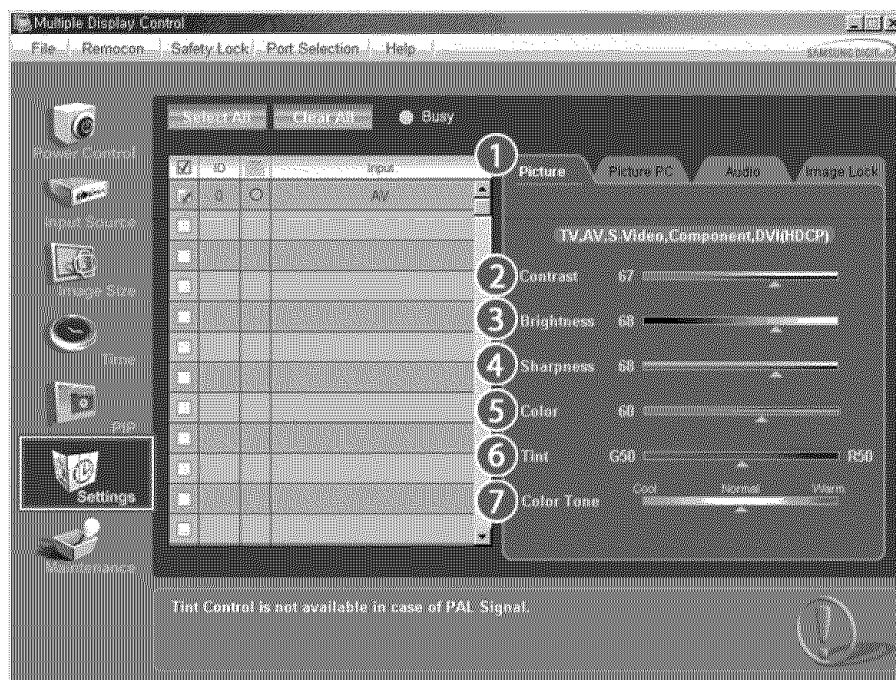 Multiple Display Control
File Remocon Safety Lock Port Selection Help
Select All Clear All Busy
Power Control
Input Source
Image Size
Time
PIP
Settings
Maintenance
ID Input
0 AV
1 Picture Picture PC Audio Image Lock
TV,AV,S.Video,Component,DVI(HDCP)
2 Contrast 67
3 Brightness 68
4 Sharpness 68
5 Color 60
6 Tint G50 R50
Cool Normal Warm
7 Color Tone
Tint Control is not available in case of PAL Signal.